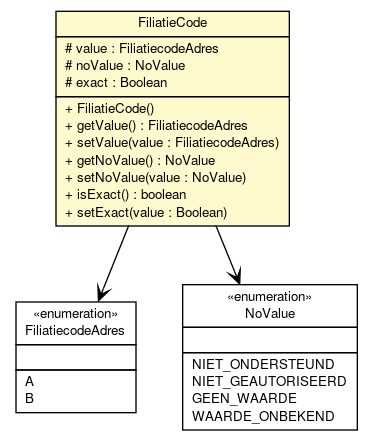 FiliatieCode
# value : FiliatiecodeAdres
# noValue : NoValue
# exact : Boolean
+ FiliatieCode()
+ getValue() : FiliatiecodeAdres
+ setValue(value : FiliatiecodeAdres)
+ getNoValue() : NoValue
+ setNoValue(value : NoValue)
+ isExact() : boolean
+ setExact(value : Boolean)
«enumeration»
FiliatiecodeAdres
A
B
«enumeration»
NoValue
NIET_ONDERSTEUND
NIET_GEAUTORISEERD
GEEN_WAARDE
WAARDE_ONBEKEND